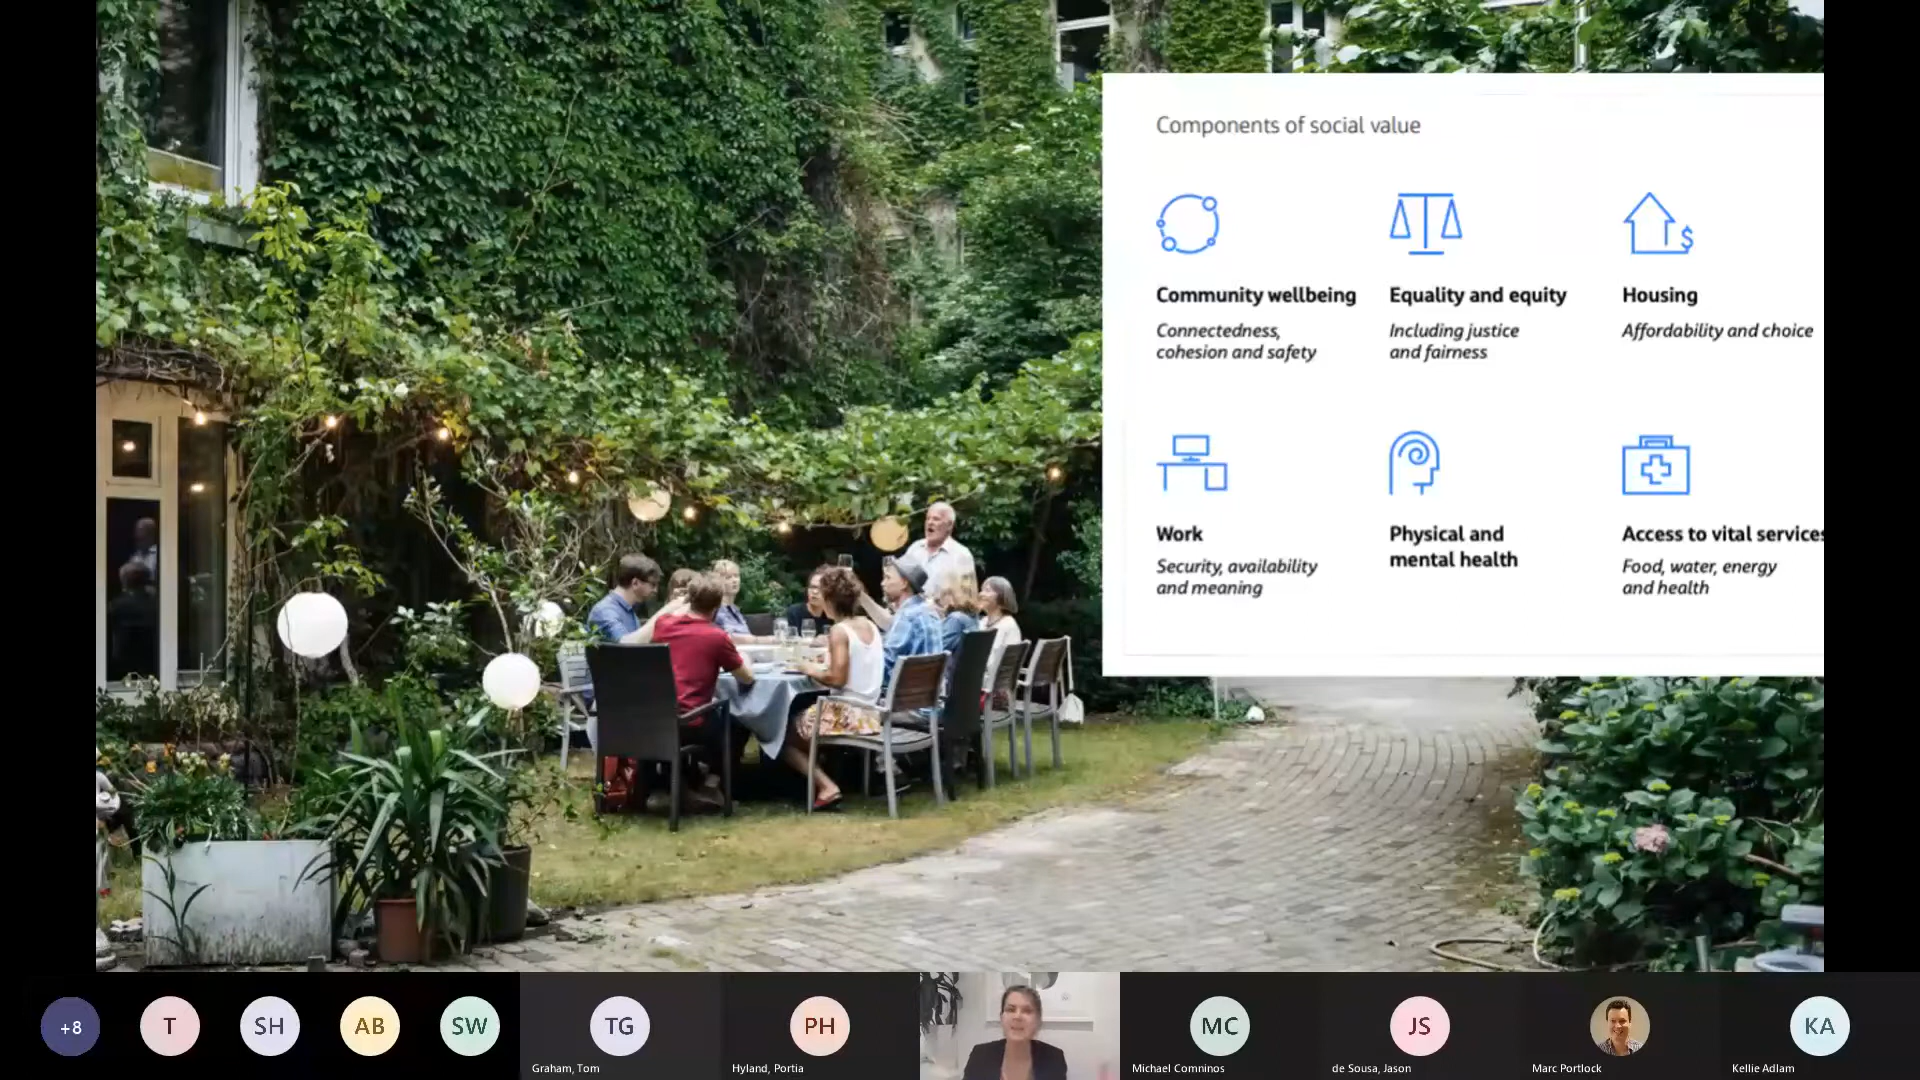 Components of social value
Community wellbeing
Connectedness,
cohesion and safety
Equality and equity
Including justice
and fairness
Housing
Affordability and choice
$
Work
Security, availability
and meaning
Physical and
mental health
Access to vital services
Food, water, energy
and health
+8
T
SH
AB
SW
TG
Graham, Tom
PH
Hyland, Portia
MC
Michael Comninos
JS
de Sousa, Jason
Marc Portlock
KA
Kellie Adlam